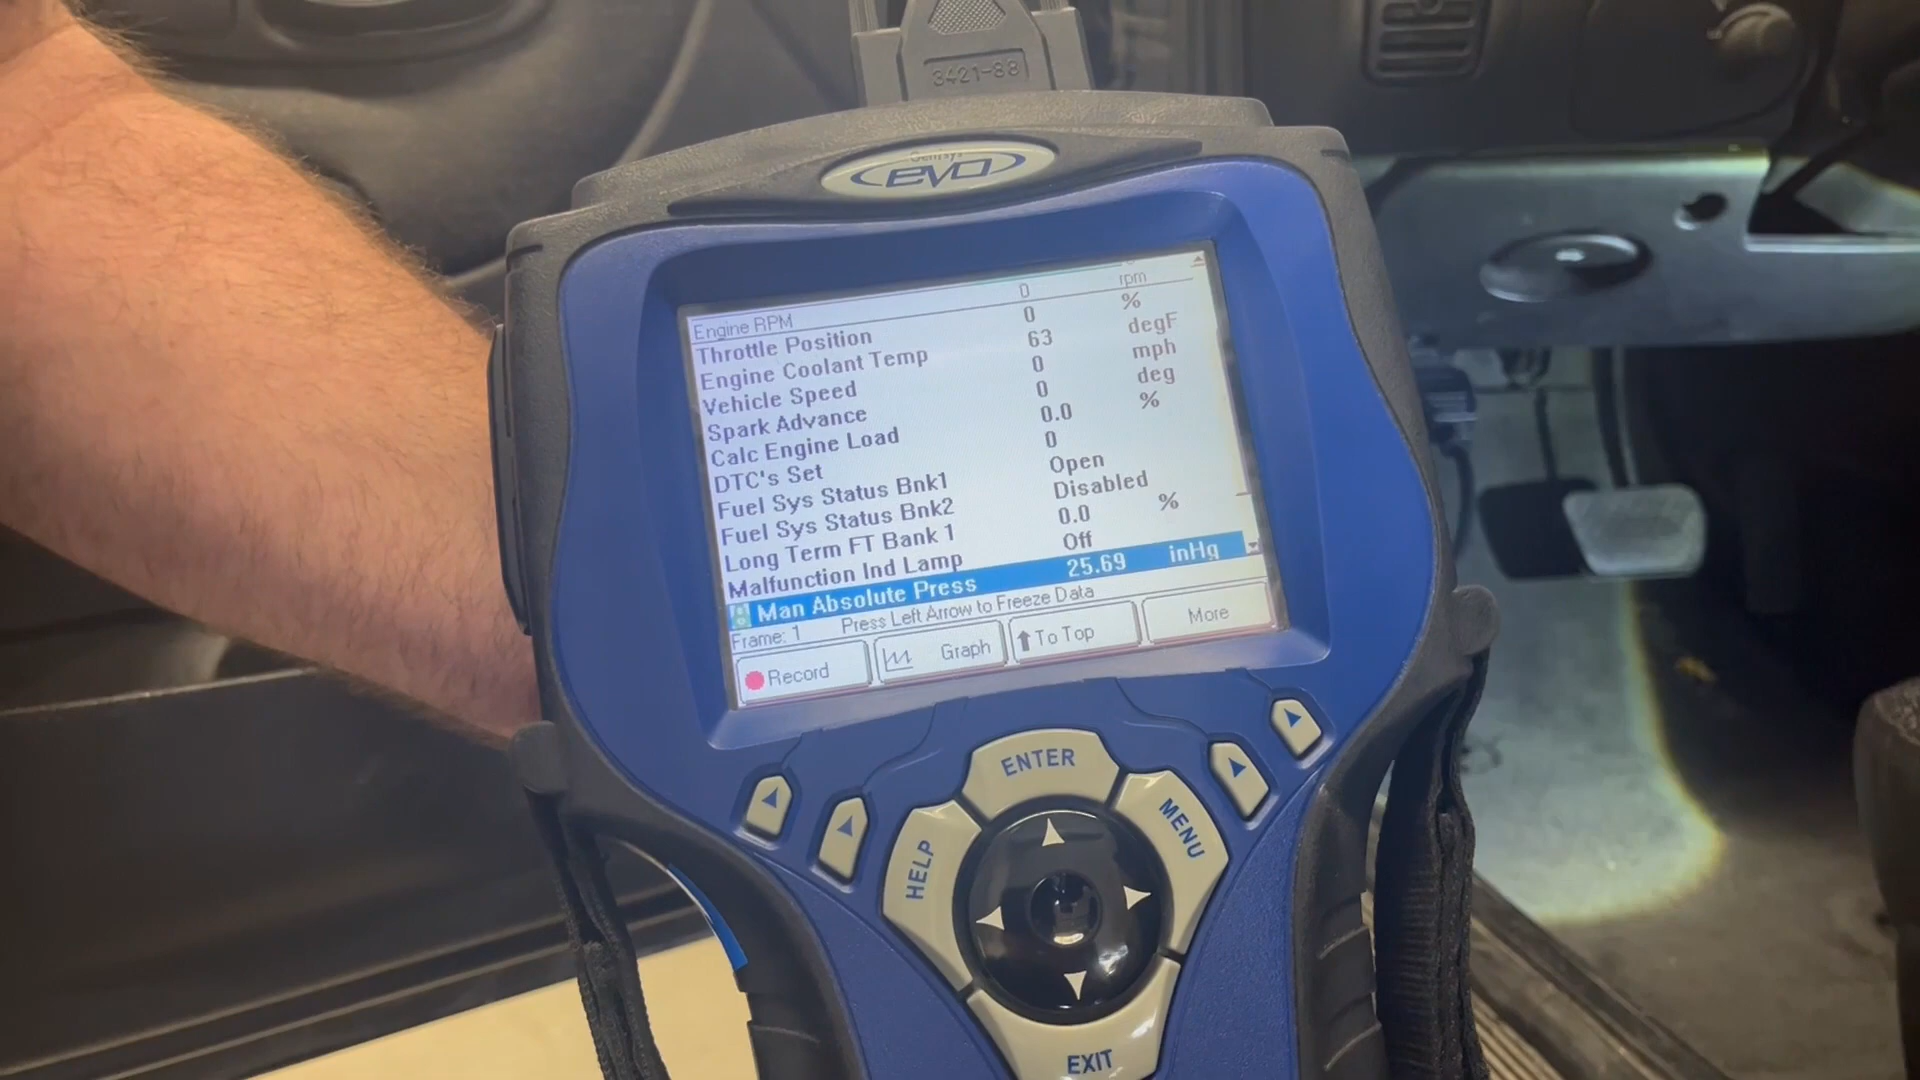 3421-88
Genisys
evo
Engine RPM 0 rpm
Throttle Position 0 %
Engine Coolant Temp 63 degF
Vehicle Speed 0 mph
Spark Advance 0 deg
Calc Engine Load 0.0 %
DTC's Set 0
Fuel Sys Status Bnk1 Open
Fuel Sys Status Bnk2 Disabled
Long Term FT Bank 1 0.0 %
Malfunction Ind Lamp Off
Man Absolute Press 25.69 inHg
Frame: 1 Press Left Arrow to Freeze Data
Record Graph To Top More
ENTER
HELP
MENU
EXIT